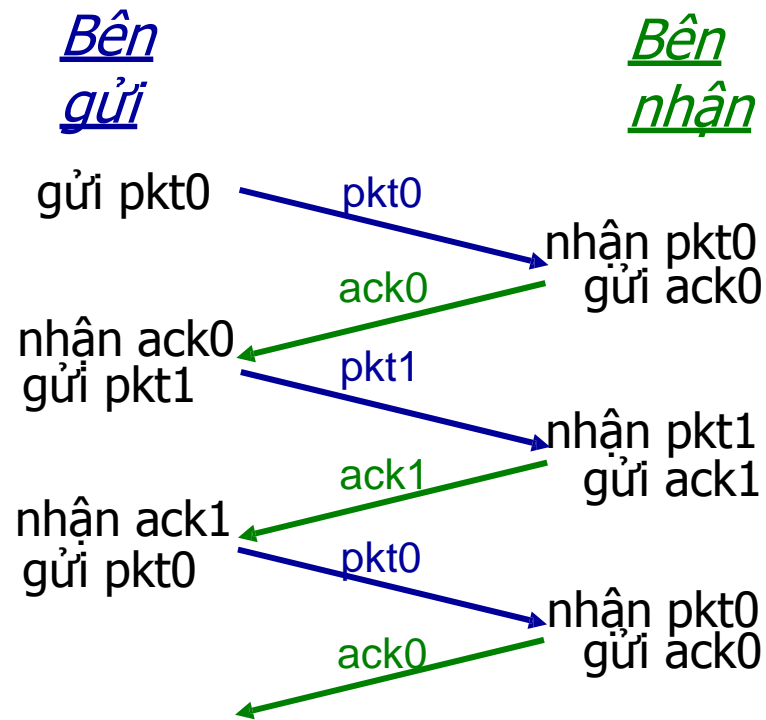 Bên
gửi
Bên
nhận
gửi pkt0
pkt0
nhận pkt0
gửi ack0
ack0
nhận ack0
gửi pkt1
pkt1
nhận pkt1
gửi ack1
ack1
nhận ack1
gửi pkt0
pkt0
nhận pkt0
gửi ack0
ack0